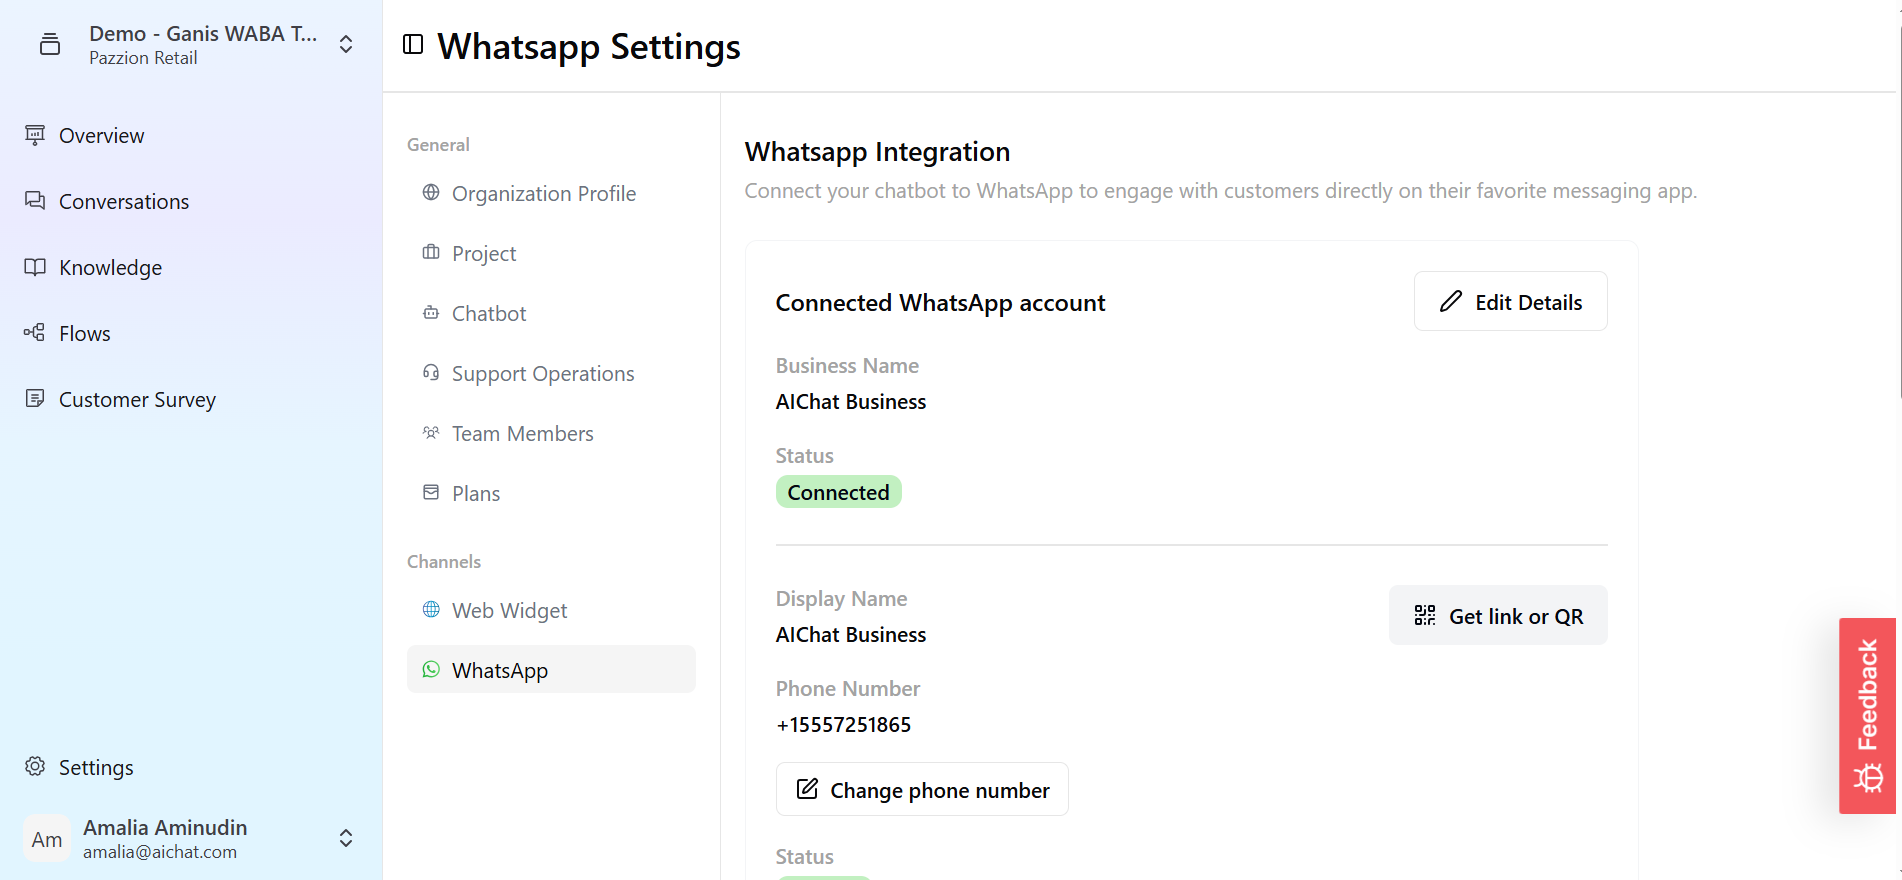 Demo - Ganis WABA T...
Pazzion Retail
Overview
Conversations
Knowledge
Flows
Customer Survey
Settings
Am
Amalia Aminudin
amalia@aichat.com
Whatsapp Settings
General
Organization Profile
Project
Chatbot
Support Operations
Team Members
Plans
Channels
Web Widget
WhatsApp
Whatsapp Integration
Connect your chatbot to WhatsApp to engage with customers directly on their favorite messaging app.
Connected WhatsApp account
Edit Details
Business Name
AIChat Business
Status
Connected
Display Name
AIChat Business
Get link or QR
Phone Number
+15557251865
Change phone number
Status
Feedback